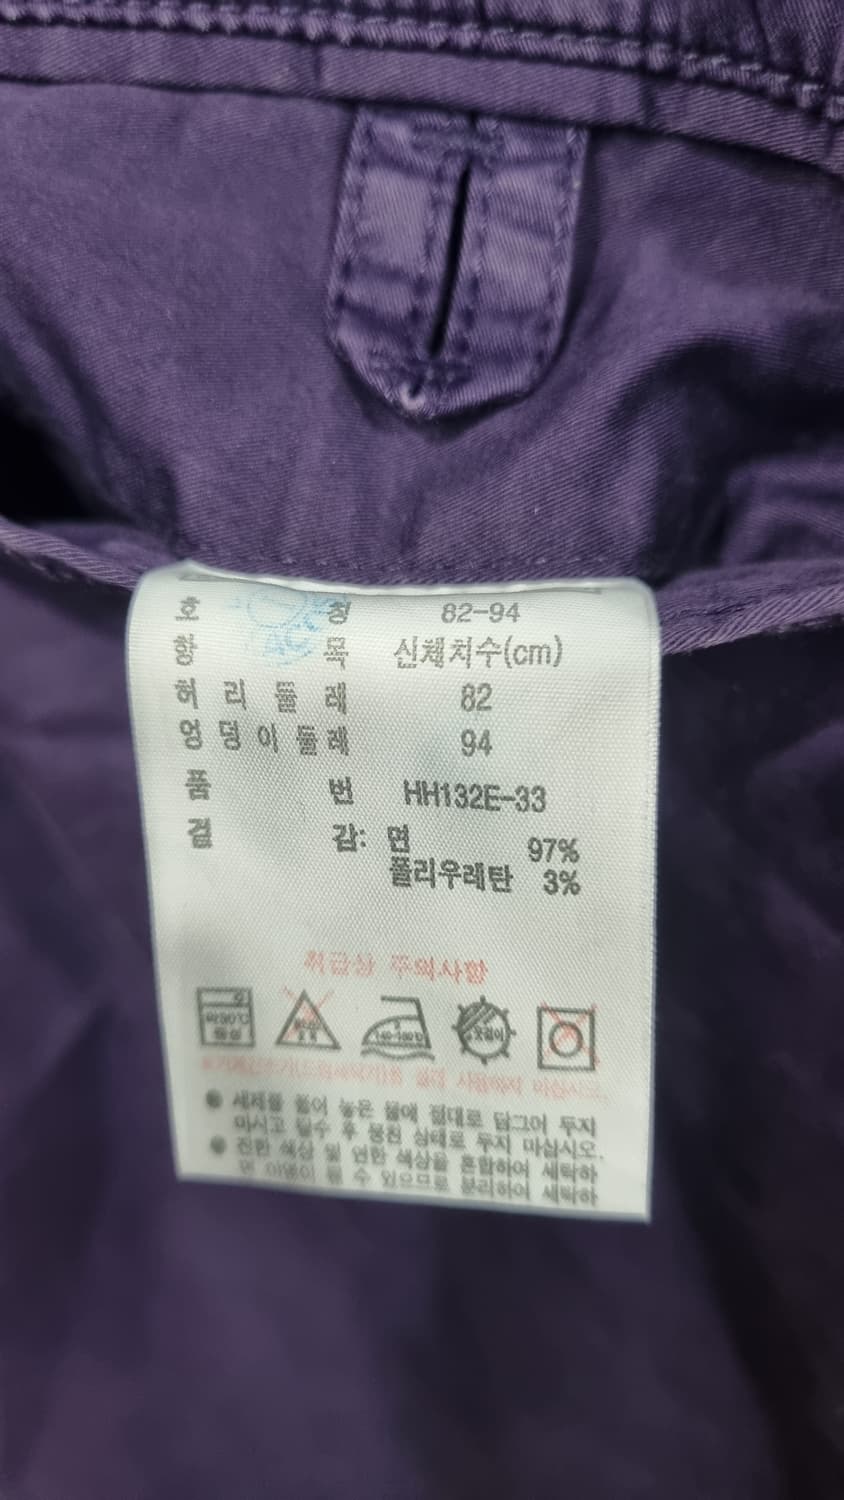 호 칭 82-94
항 목 신체치수(cm)
허 리 둘 레 82
엉 덩 이 둘 레 94
품 번 HH132E-33
겉 감: 면 97%
폴리우레탄 3%
취급상 주의사항
140-160℃
옷걸이
● 세제를 풀어 놓은 물에 절대로 담그어 두지
마시고 탈수 후 뭉친 상태로 두지 마십시오.
● 진한 색상 및 연한 색상을 혼합하여 세탁하
면 이염이 될 수 있으므로 분리하여 세탁하